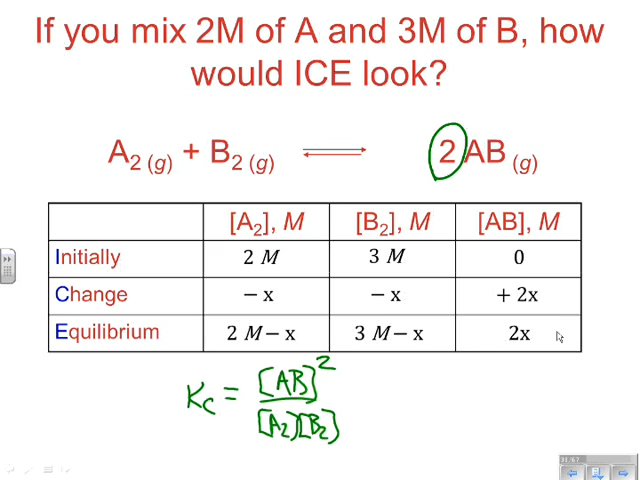 If you mix 2M of A and 3M of B, how
would ICE look?
A₂ (g) + B₂ (g) ⇌ 2 AB (g)
[A₂], M [B₂], M [AB], M
Initially 2 M 3 M 0
Change − x − x + 2x
Equilibrium 2 M − x 3 M − x 2x
Kc = [AB]²
[A₂][B₂]